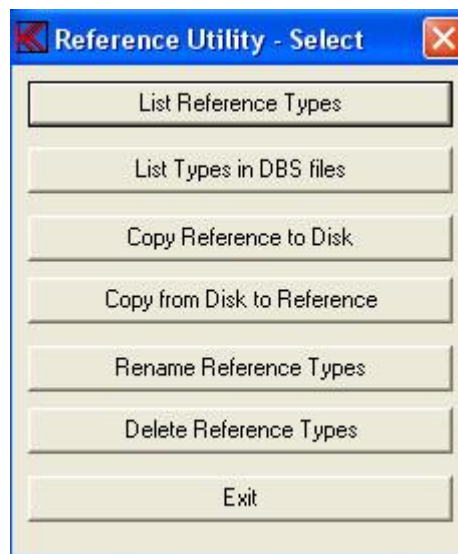 Reference Utility - Select
List Reference Types
List Types in DBS files
Copy Reference to Disk
Copy from Disk to Reference
Rename Reference Types
Delete Reference Types
Exit